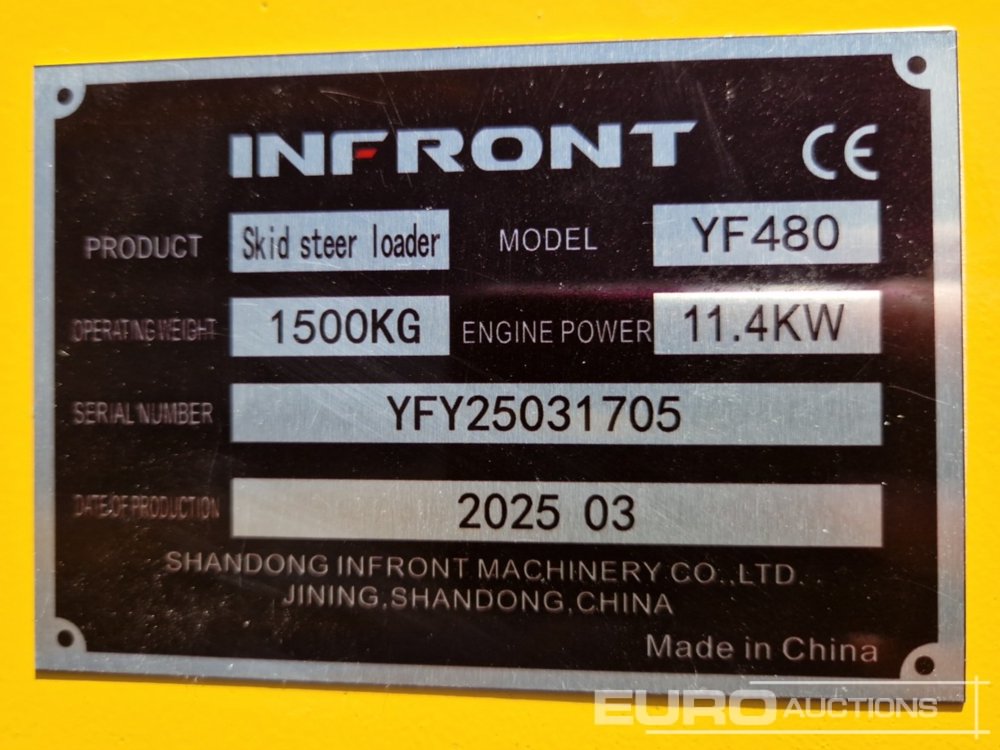 INFRONT CE
PRODUCT Skid steer loader MODEL YF480
OPERATING WEIGHT 1500KG ENGINE POWER 11.4KW
SERIAL NUMBER YFY25031705
DATE OF PRODUCTION 2025 03
SHANDONG INFRONT MACHINERY CO.,LTD.
JINING,SHANDONG,CHINA
Made in China
EURO AUCTIONS